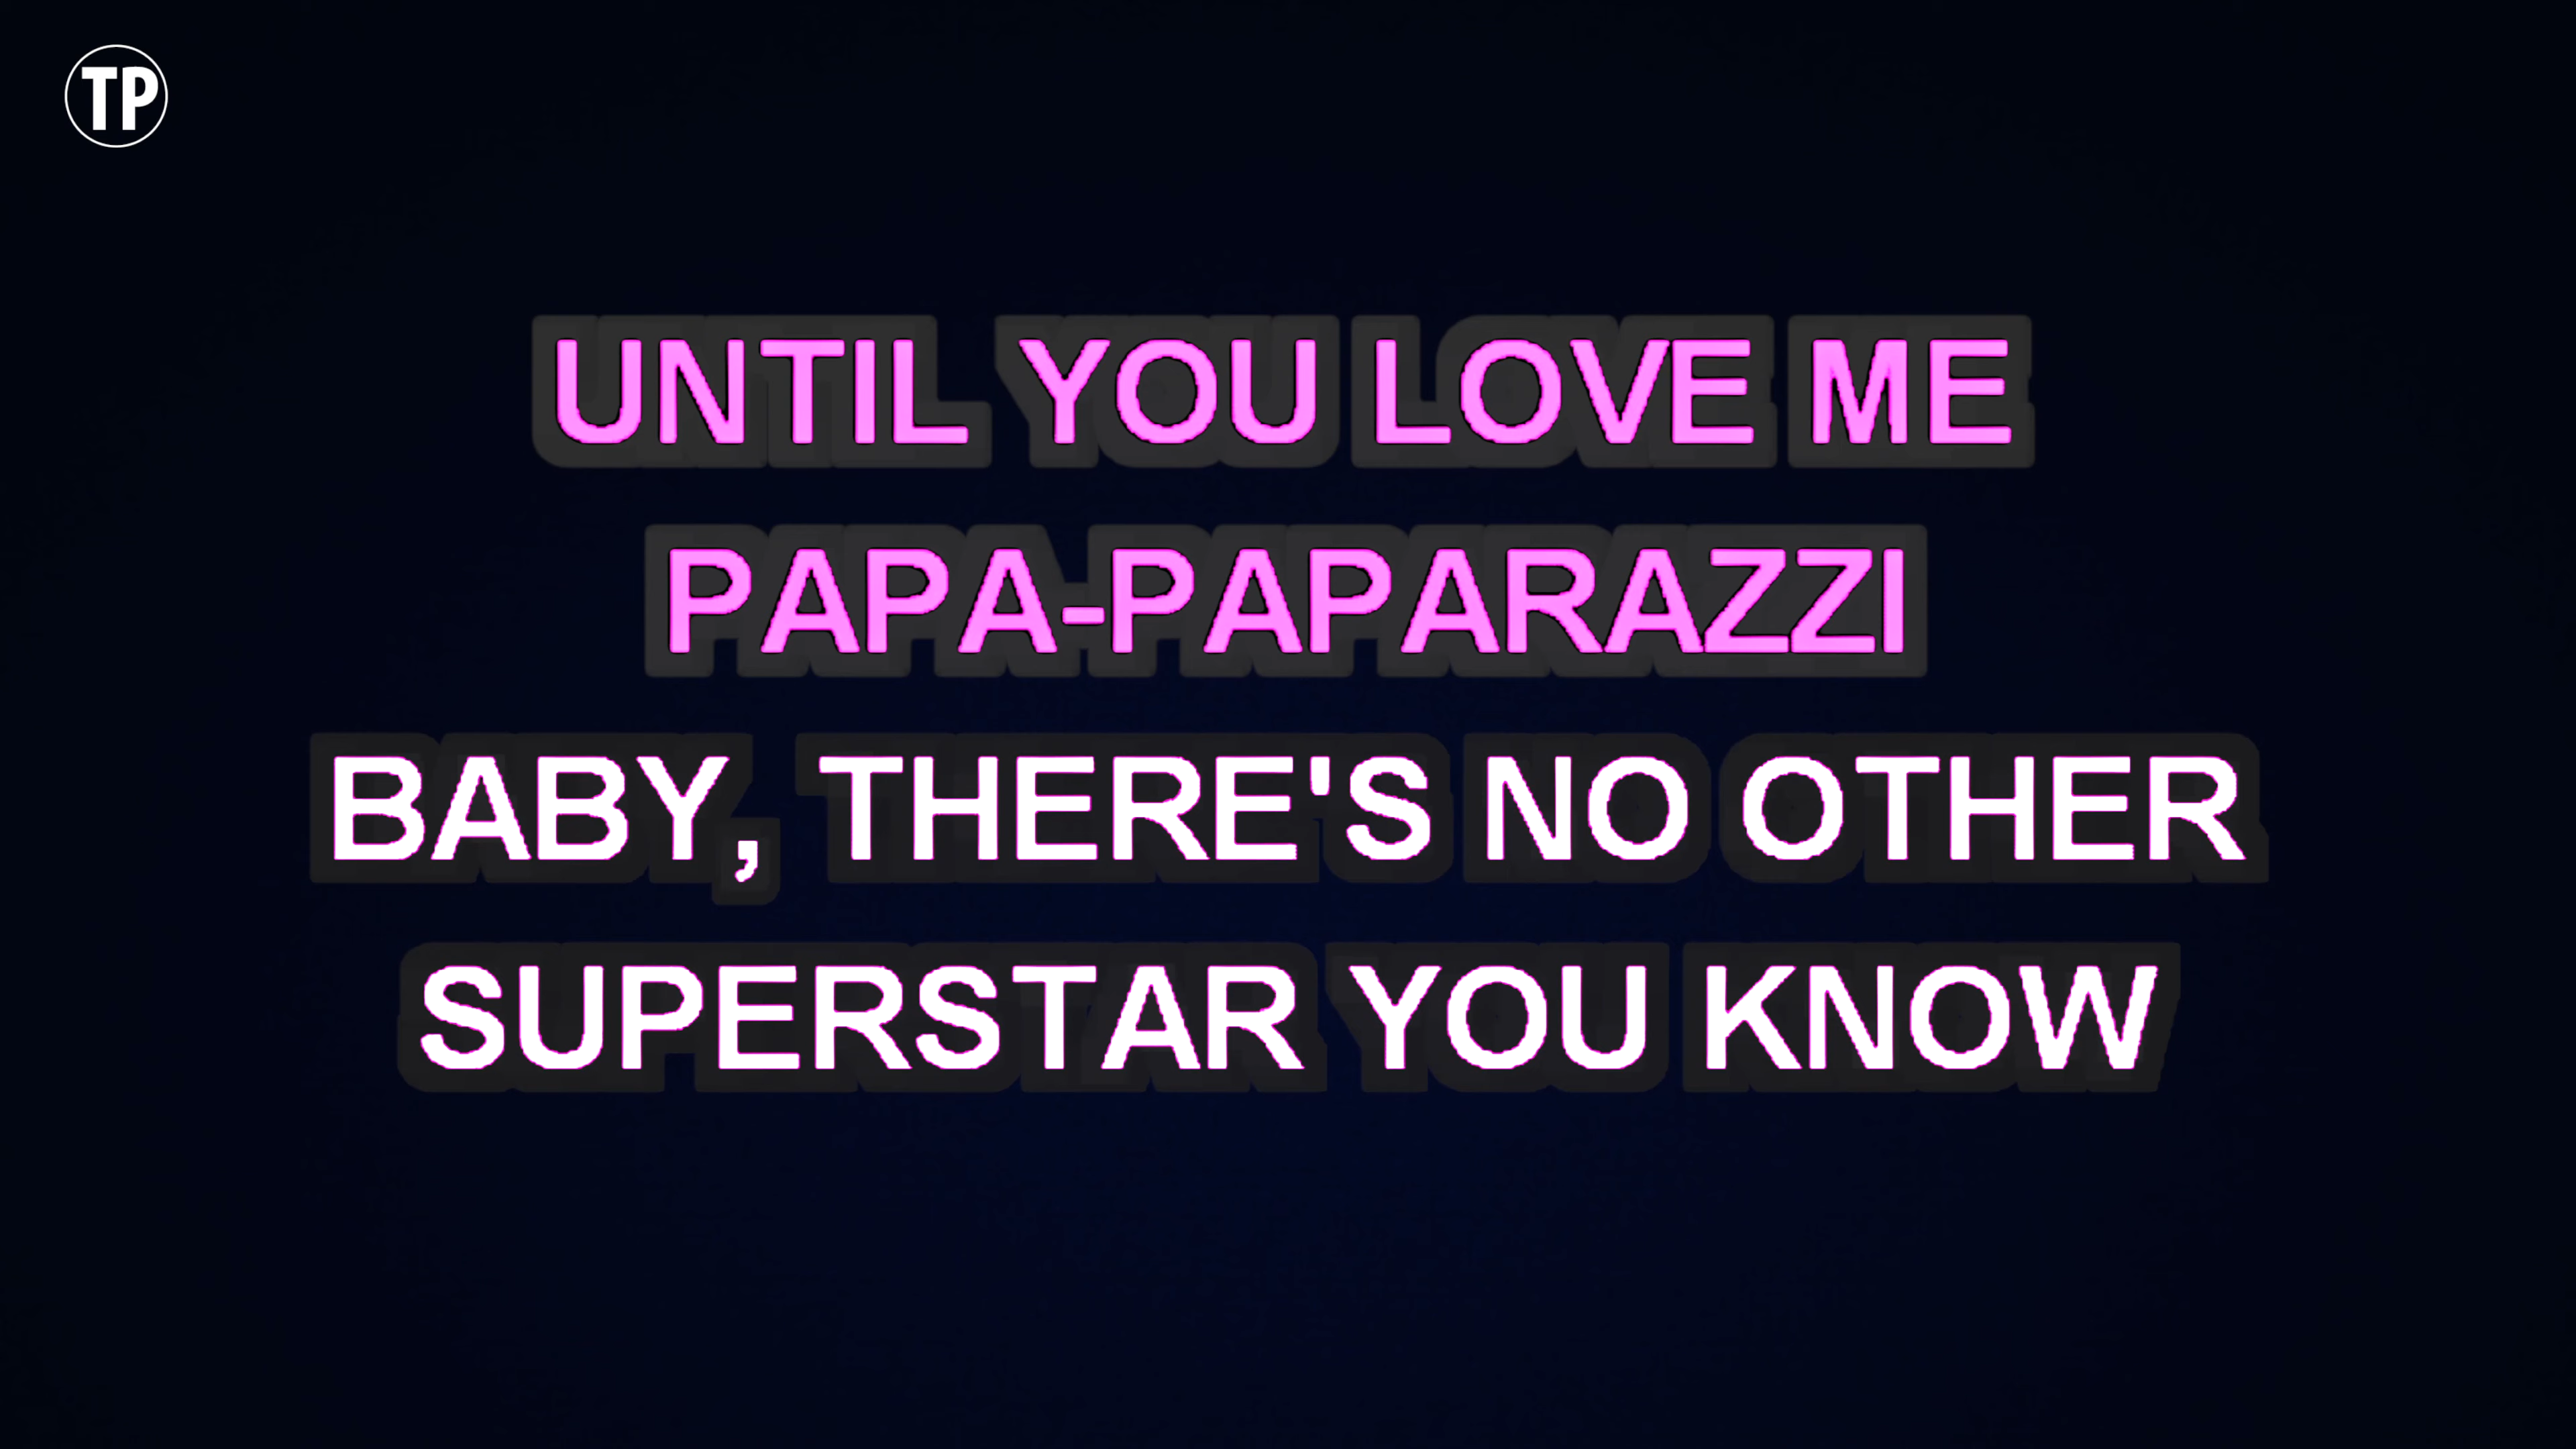 TP
UNTIL YOU LOVE ME
PAPA-PAPARAZZI
BABY, THERE'S NO OTHER
SUPERSTAR YOU KNOW